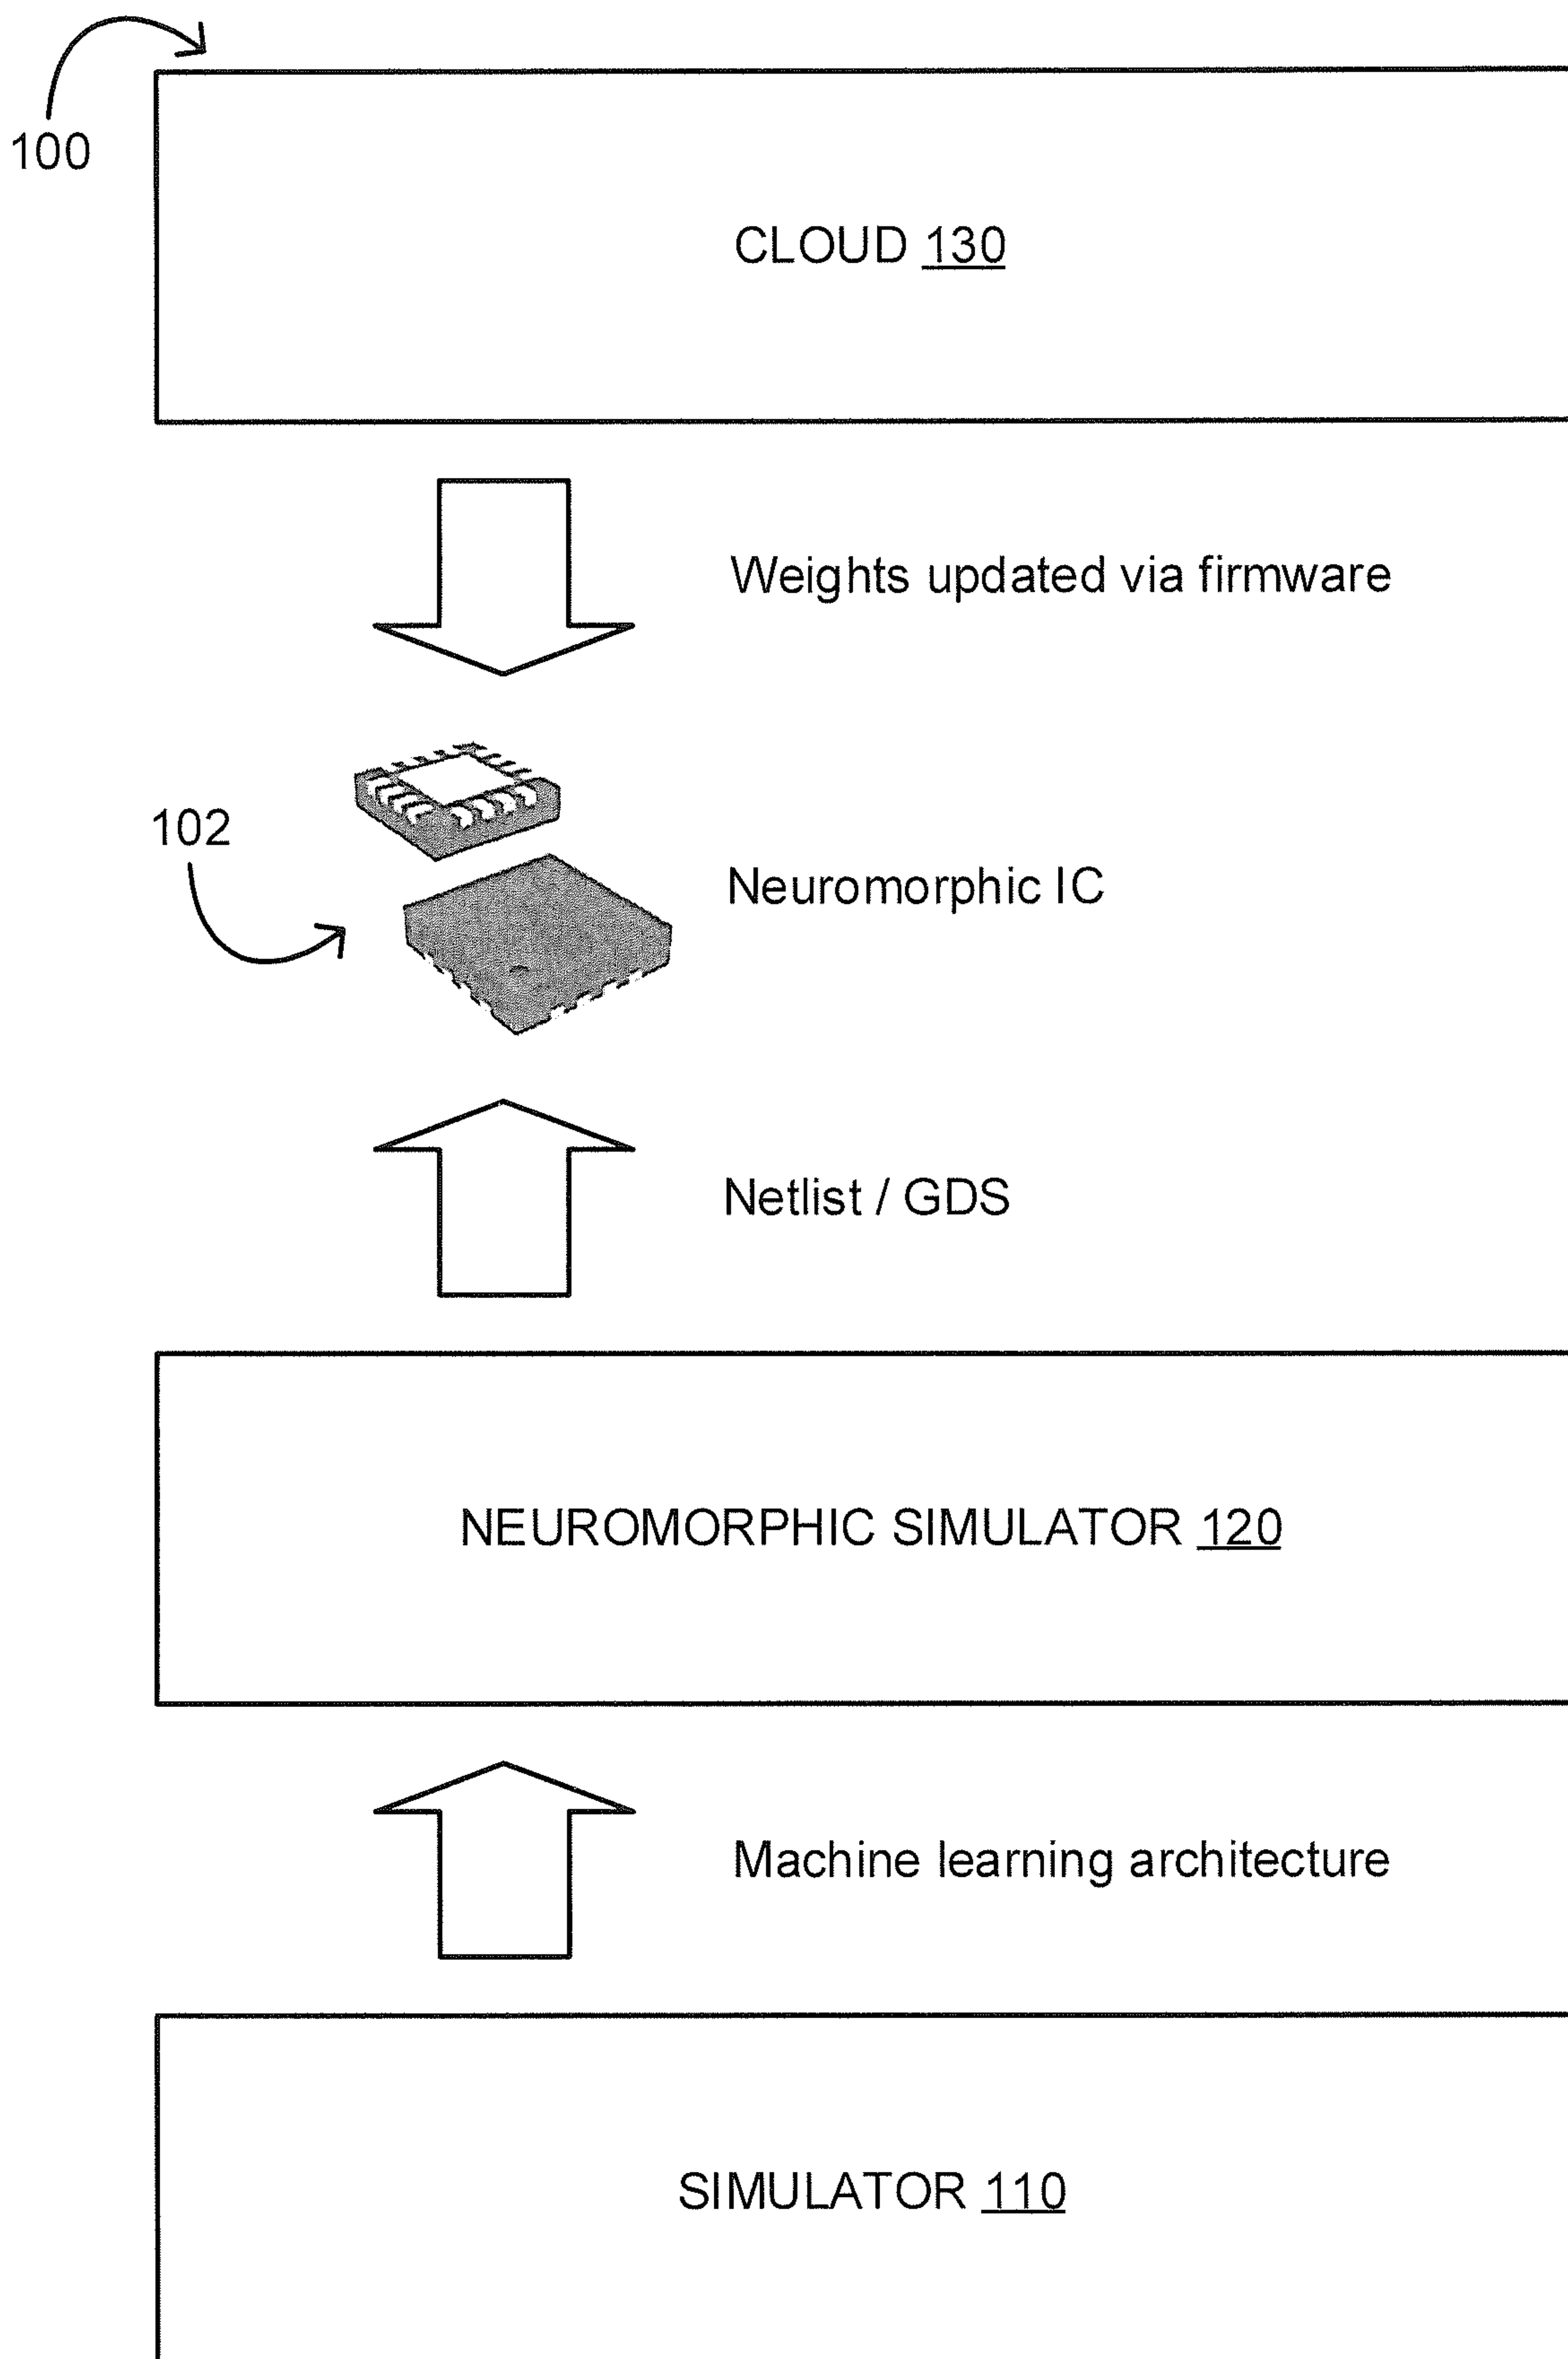 100
CLOUD 130
Weights updated via firmware
102
Neuromorphic IC
Netlist / GDS
NEUROMORPHIC SIMULATOR 120
Machine learning architecture
SIMULATOR 110